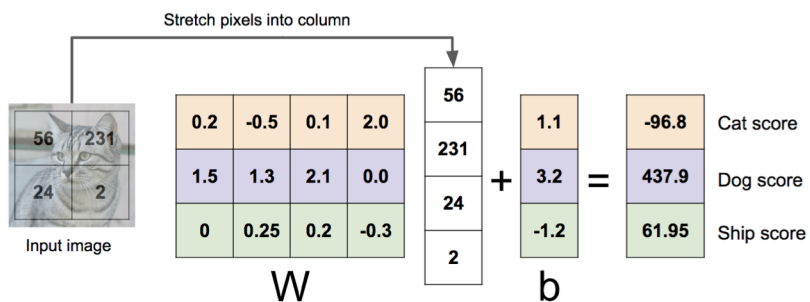 Stretch pixels into column
56 231
24 2
Input image
0.2 -0.5 0.1 2.0
1.5 1.3 2.1 0.0
0 0.25 0.2 -0.3
W
56
231
24
2
+
1.1
3.2
-1.2
b
=
-96.8 Cat score
437.9 Dog score
61.95 Ship score